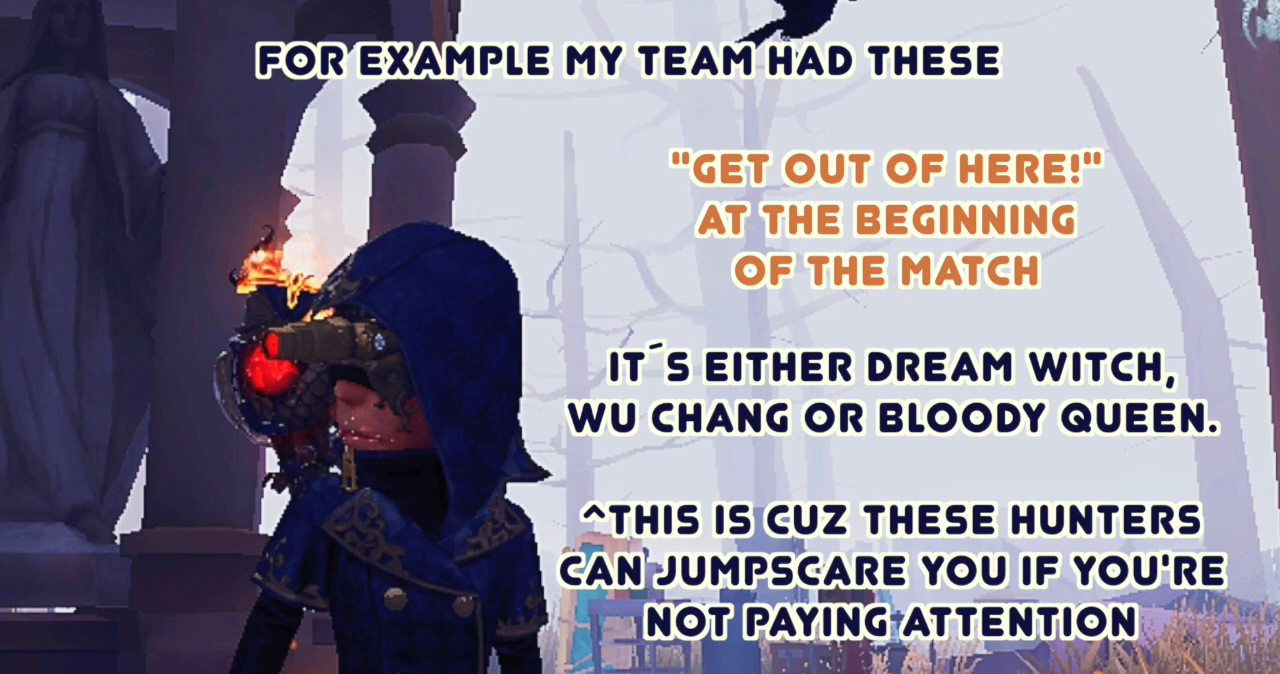 FOR EXAMPLE MY TEAM HAD THESE
"GET OUT OF HERE!"
AT THE BEGINNING
OF THE MATCH
IT´S EITHER DREAM WITCH,
WU CHANG OR BLOODY QUEEN.
^THIS IS CUZ THESE HUNTERS
CAN JUMPSCARE YOU IF YOU'RE
NOT PAYING ATTENTION